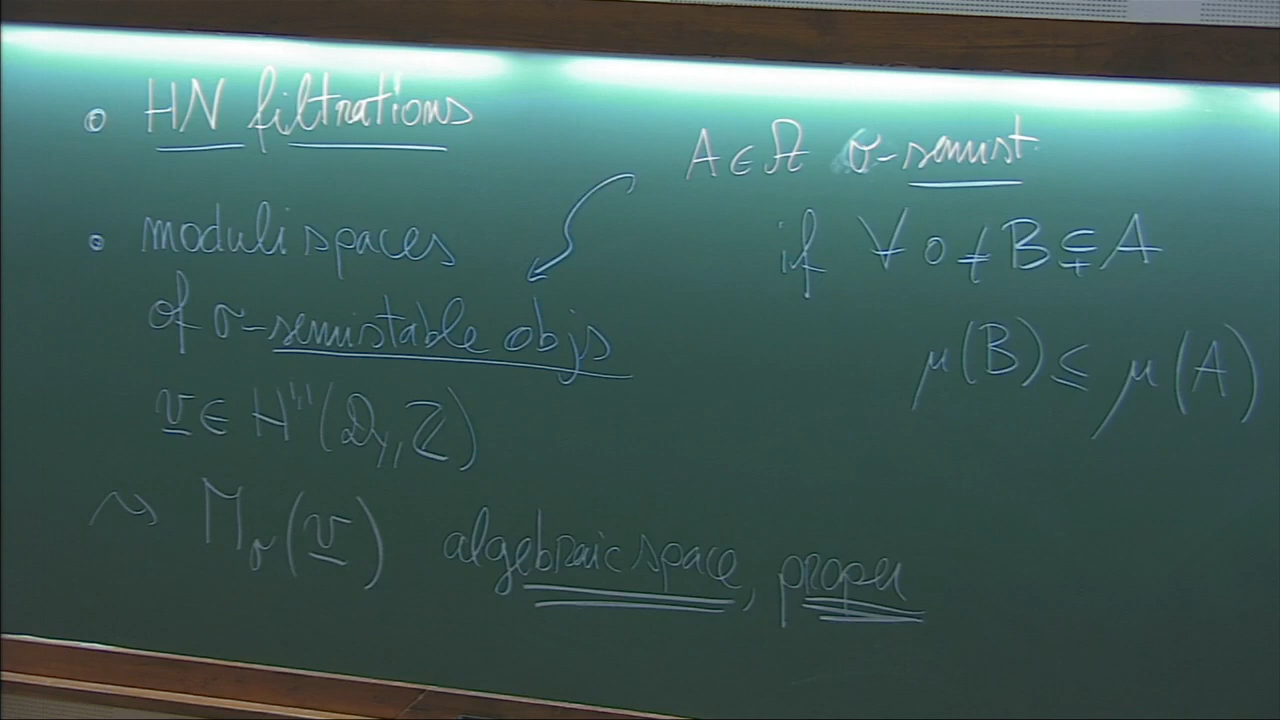 • HN filtrations
• moduli spaces
of σ-semistable objs
v ∈ H'''(D_Y, ℤ)
⇝ M_σ(v) algebraic space, proper
A ∈ 𝒜 σ-semist.
if ∀ 0 ≠ B ⊊ A
μ(B) ≤ μ(A)